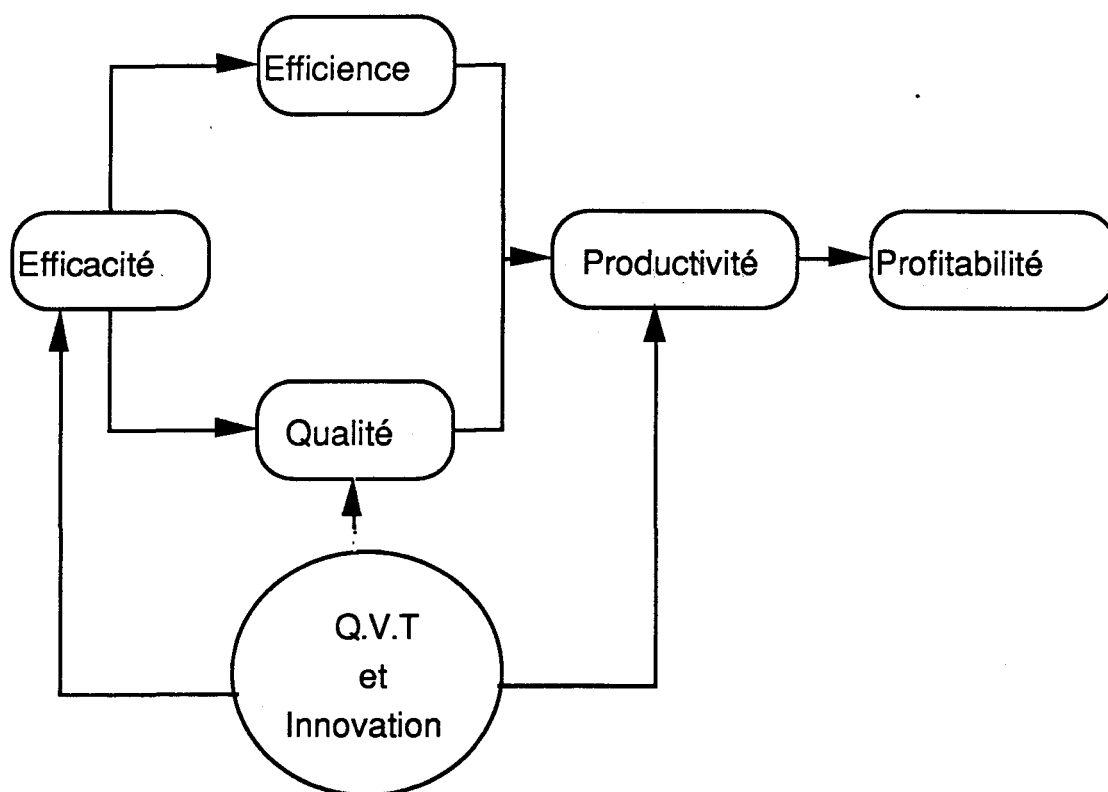 Efficience
Efficacité
Productivité
Profitabilité
Qualité
Q.V.T
et
Innovation